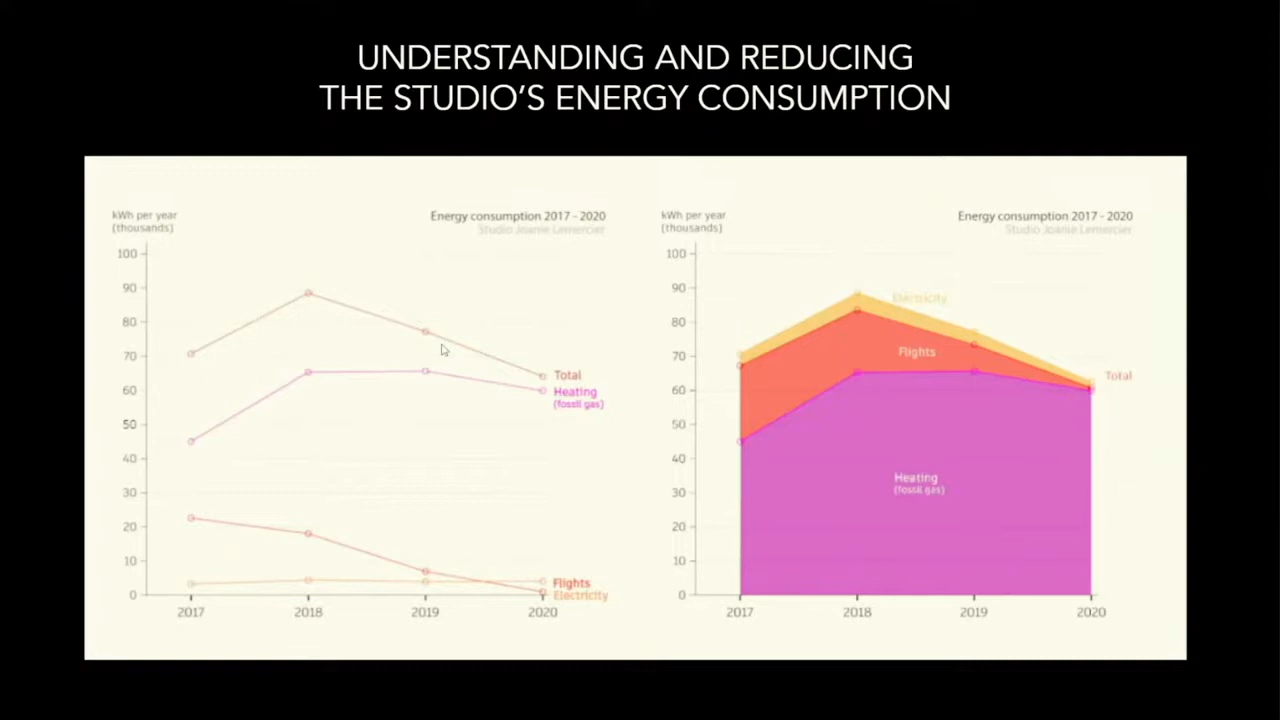 UNDERSTANDING AND REDUCING
THE STUDIO'S ENERGY CONSUMPTION
kWh per year
(thousands)
Energy consumption 2017 - 2020
Studio Joanie Lemercier
100
90
80
70
60
50
40
30
20
10
0
Total
Heating
(fossil gas)
Flights
Electricity
2017
2018
2019
2020
kWh per year
(thousands)
Energy consumption 2017 - 2020
Studio Joanie Lemercier
100
90
80
70
60
50
40
30
20
10
0
Electricity
Flights
Total
Heating
(fossil gas)
2017
2018
2019
2020